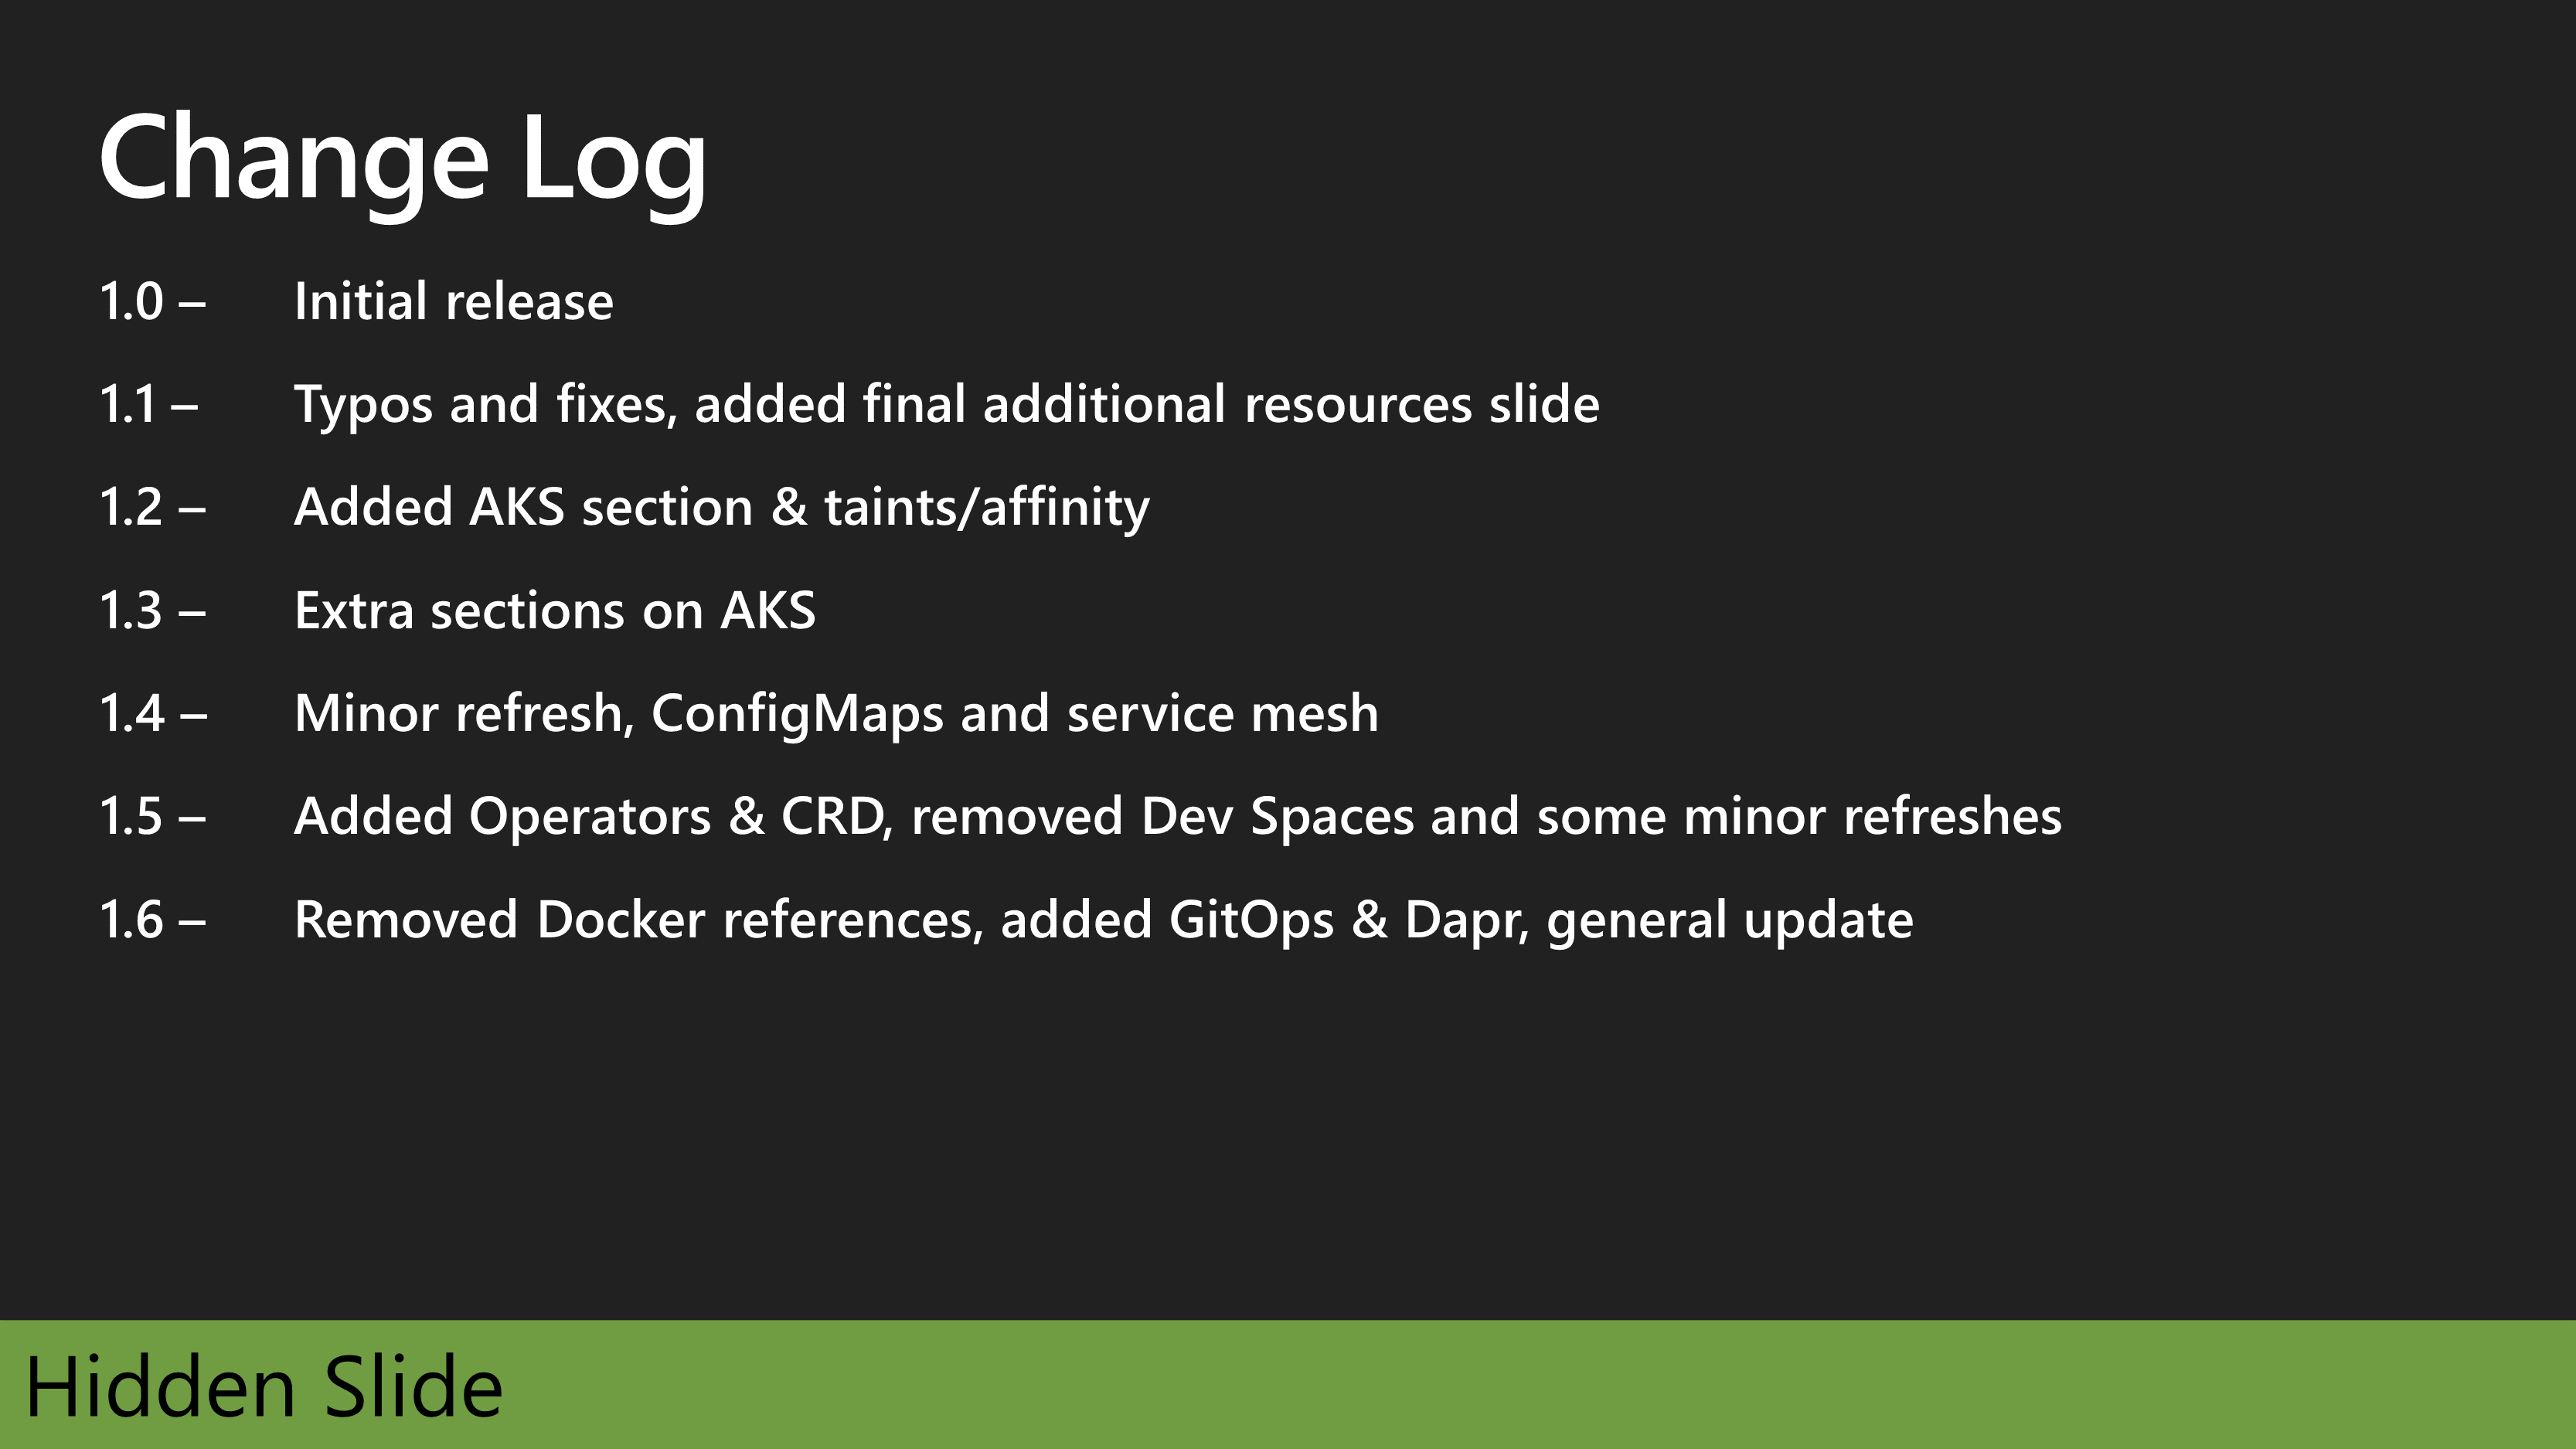 Change Log
1.0 – Initial release
1.1 – Typos and fixes, added final additional resources slide
1.2 – Added AKS section & taints/affinity
1.3 – Extra sections on AKS
1.4 – Minor refresh, ConfigMaps and service mesh
1.5 – Added Operators & CRD, removed Dev Spaces and some minor refreshes
1.6 – Removed Docker references, added GitOps & Dapr, general update
Hidden Slide